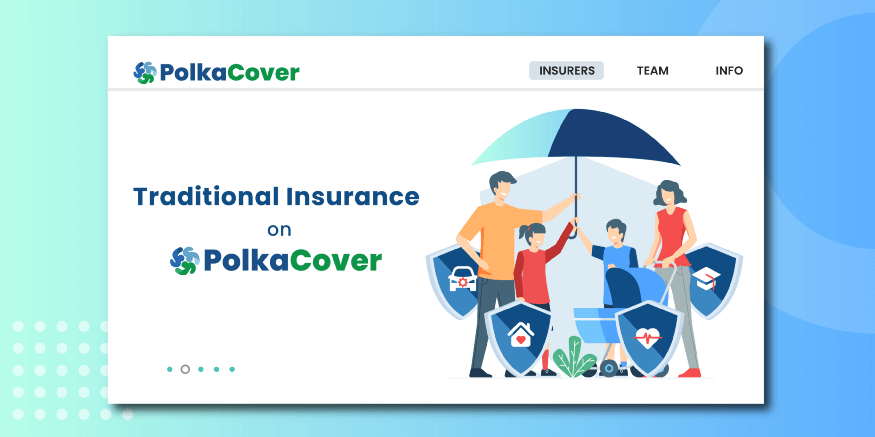 PolkaCover
INSURERS
TEAM
INFO
Traditional Insurance
on
PolkaCover